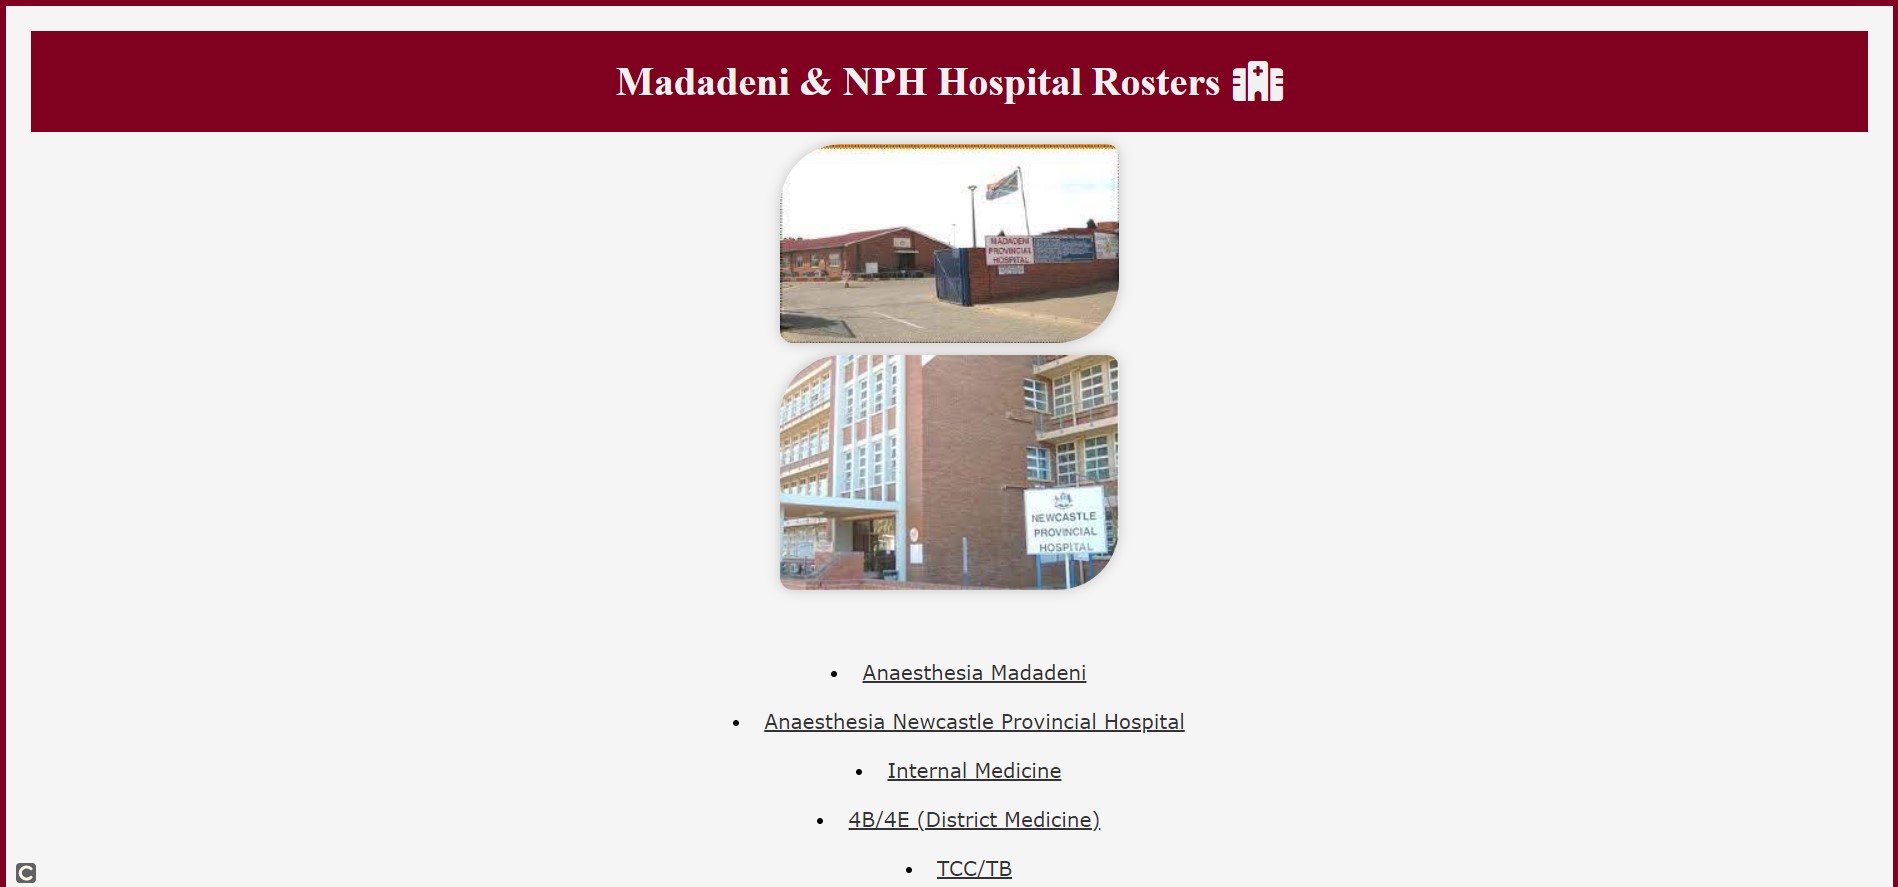 Madadeni & NPH Hospital Rosters
MADADENI
PROVINCIAL
HOSPITAL
NEWCASTLE
PROVINCIAL
HOSPITAL
Anaesthesia Madadeni
Anaesthesia Newcastle Provincial Hospital
Internal Medicine
4B/4E (District Medicine)
TCC/TB
C